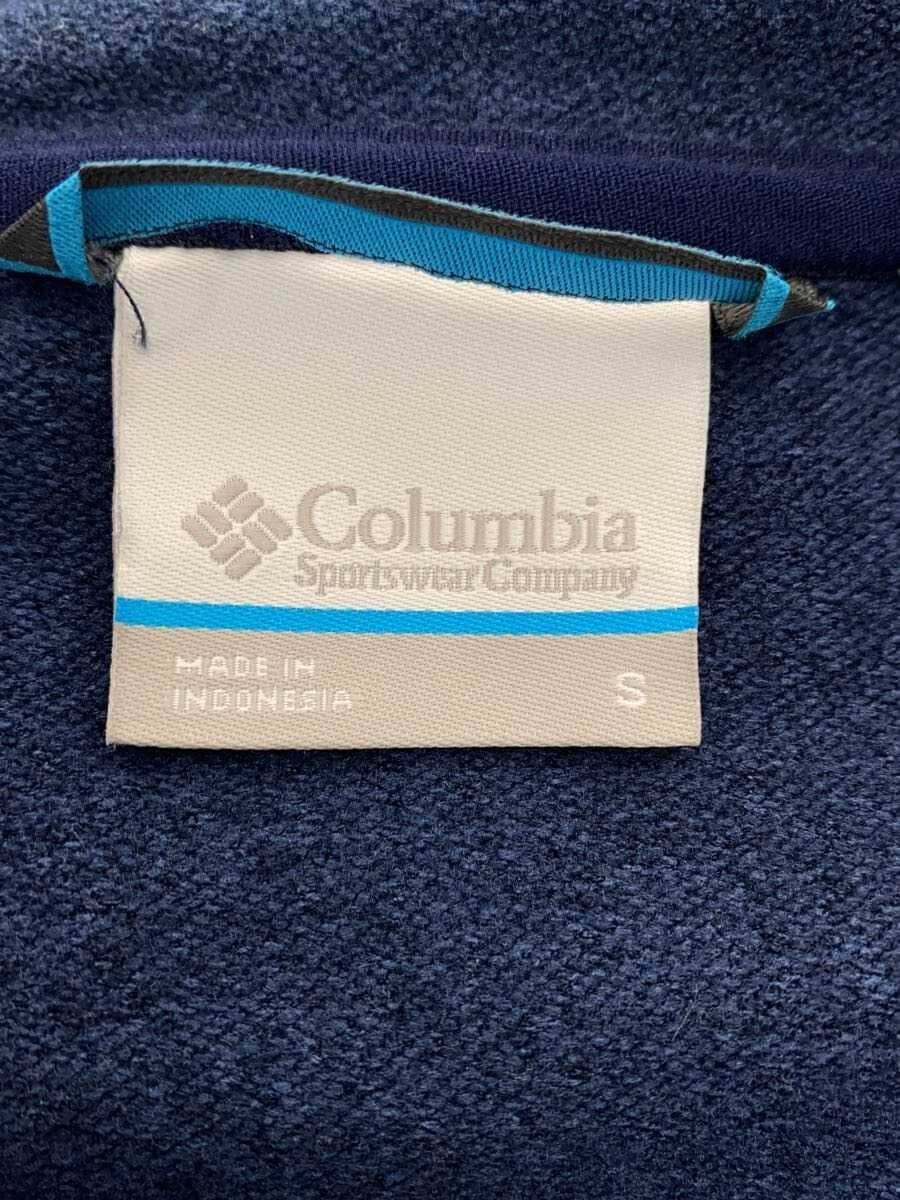 Columbia
Sportswear Company
MADE IN
INDONESIA
S